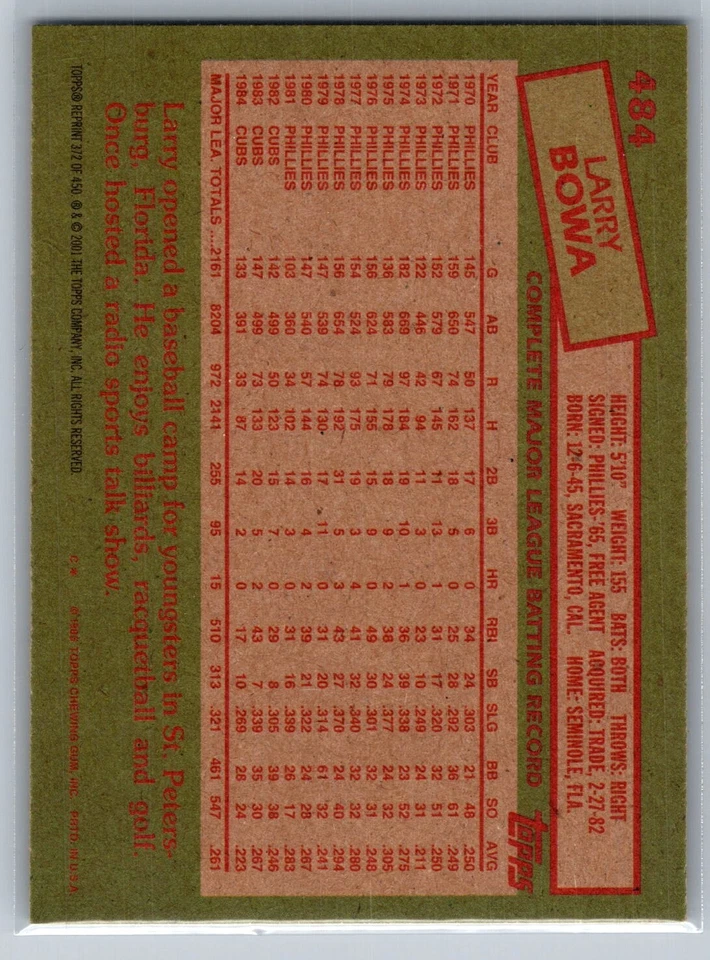 484
LARRY
BOWA
HEIGHT: 5'10" WEIGHT: 155 BATS: BOTH THROWS: RIGHT
SIGNED: PHILLIES-'65, FREE AGENT ACQUIRED: TRADE, 2-27-82
BORN: 12-6-45, SACRAMENTO, CAL. HOME: SEMINOLE, FLA.
COMPLETE MAJOR LEAGUE BATTING RECORD topps
YEAR CLUB G AB R H 2B 3B HR RBI SB SLG BB SO AVG
1970 PHILLIES 145 547 50 137 17 6 0 34 24 .303 21 48 .250
1971 PHILLIES 159 650 74 162 18 5 0 25 28 .292 36 61 .249
1972 PHILLIES 152 579 67 145 11 13 1 31 17 .320 32 51 .250
1973 PHILLIES 122 446 42 94 11 3 0 23 10 .249 24 31 .211
1974 PHILLIES 162 669 97 184 19 10 1 36 39 .338 23 52 .275
1975 PHILLIES 136 583 79 178 18 9 2 38 24 .377 24 32 .305
1976 PHILLIES 156 624 71 155 15 9 0 49 30 .301 32 31 .248
1977 PHILLIES 154 624 93 175 19 3 4 41 32 .340 32 32 .280
1978 PHILLIES 156 654 78 192 31 5 3 43 27 .370 24 40 .294
1979 PHILLIES 147 539 74 130 17 11 0 31 20 .314 61 32 .241
1980 PHILLIES 147 540 57 144 16 4 2 39 21 .322 24 28 .267
1981 PHILLIES 103 360 34 102 14 3 0 31 16 .339 26 17 .283
1982 CUBS 142 499 50 123 15 7 0 29 8 .305 39 38 .246
1983 CUBS 147 499 73 133 20 5 2 43 7 .339 35 30 .267
1984 CUBS 133 391 33 87 14 2 0 17 10 .269 28 24 .223
MAJOR LEA. TOTALS ....2161 8204 972 2141 255 95 15 510 313 .321 461 547 .261
Larry opened a baseball camp for youngsters in St. Peters-
burg, Florida. He enjoys billiards, racquetball and golf.
Once hosted a radio sports talk show.
TOPPS® REPRINT 372 OF 450. ® & © 2001 THE TOPPS COMPANY, INC. ALL RIGHTS RESERVED. C* ©1985 TOPPS CHEWING GUM, INC. PRTD. IN U.S.A.